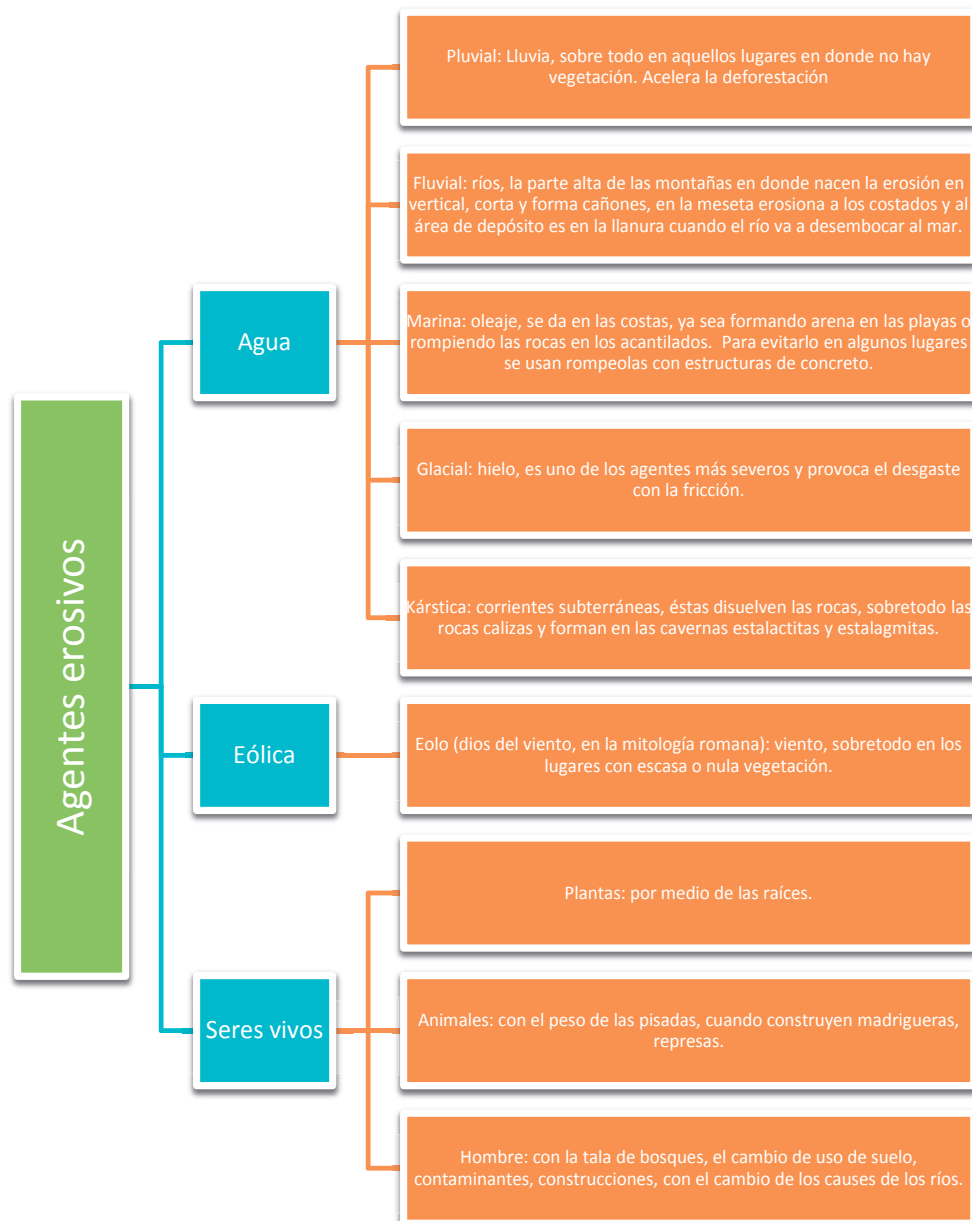 Agentes erosivos
Agua
Pluvial: Lluvia, sobre todo en aquellos lugares en donde no hay
vegetación. Acelera la deforestación
Fluvial: ríos, la parte alta de las montañas en donde nacen la erosión en
vertical, corta y forma cañones, en la meseta erosiona a los costados y al
área de depósito es en la llanura cuando el río va a desembocar al mar.
Marina: oleaje, se da en las costas, ya sea formando arena en las playas o
rompiendo las rocas en los acantilados.  Para evitarlo en algunos lugares
se usan rompeolas con estructuras de concreto.
Glacial: hielo, es uno de los agentes más severos y provoca el desgaste
con la fricción.
Kárstica: corrientes subterráneas, éstas disuelven las rocas, sobretodo las
rocas calizas y forman en las cavernas estalactitas y estalagmitas.
Eólica
Eolo (dios del viento, en la mitología romana): viento, sobretodo en los
lugares con escasa o nula vegetación.
Seres vivos
Plantas: por medio de las raíces.
Animales: con el peso de las pisadas, cuando construyen madrigueras,
represas.
Hombre: con la tala de bosques, el cambio de uso de suelo,
contaminantes, construcciones, con el cambio de los causes de los ríos.